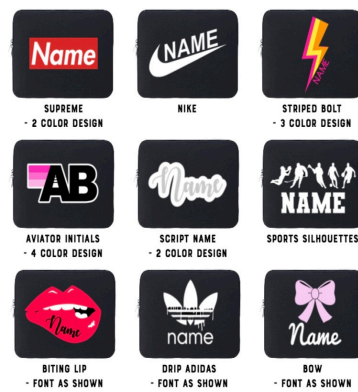 Name
NAME
NAME
SUPREME
- 2 COLOR DESIGN
NIKE
STRIPED BOLT
- 3 COLOR DESIGN
AB
Name
NAME
AVIATOR INITIALS
- 4 COLOR DESIGN
SCRIPT NAME
- 2 COLOR DESIGN
SPORTS SILHOUETTES
Name
name
Name
BITING LIP
- FONT AS SHOWN
DRIP ADIDAS
- FONT AS SHOWN
BOW
- FONT AS SHOWN